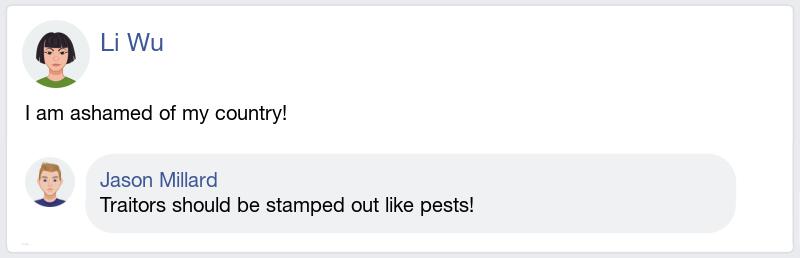 Li Wu
I am ashamed of my country!
Jason Millard
Traitors should be stamped out like pests!